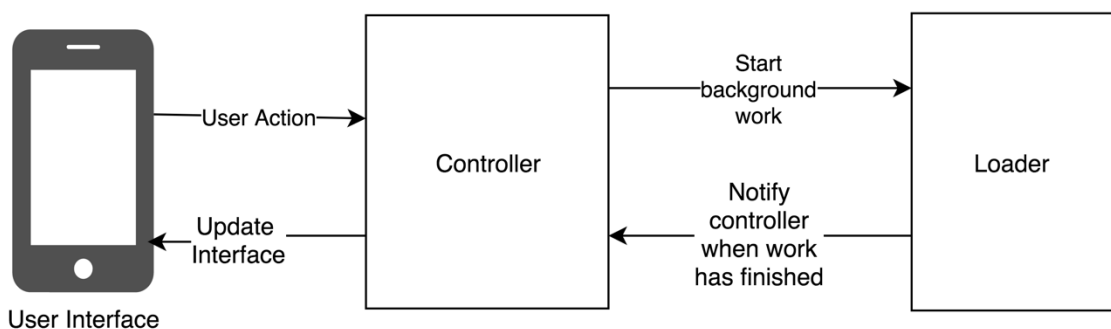 User Action
Update
Interface
User Interface
Controller
Start
background
work
Notify
controller
when work
has finished
Loader